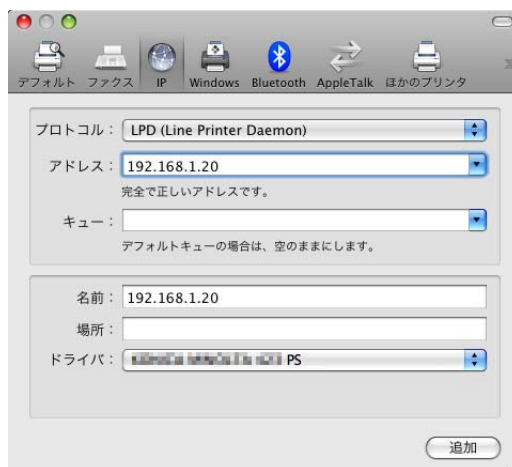 デフォルト ファクス IP Windows Bluetooth AppleTalk ほかのプリンタ
プロトコル： LPD (Line Printer Daemon)
アドレス： 192.168.1.20
完全で正しいアドレスです。
キュー：
デフォルトキューの場合は、空のままにします。
名前： 192.168.1.20
場所：
ドライバ： PS
追加